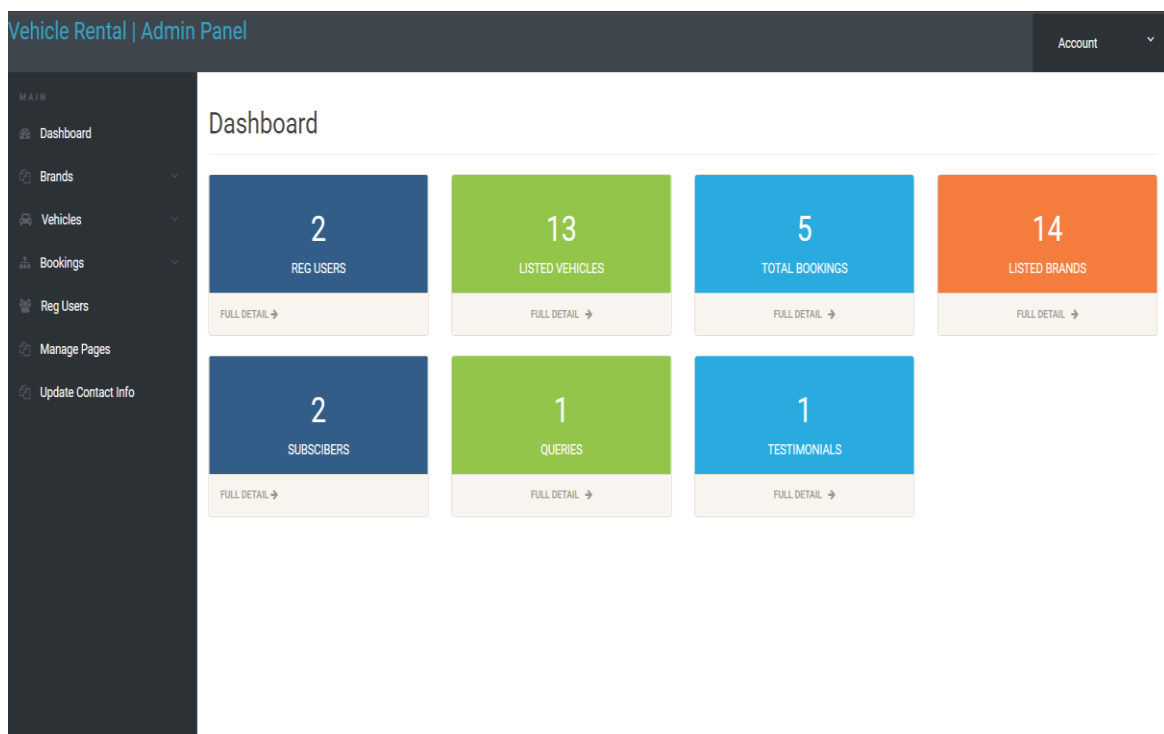 Vehicle Rental | Admin Panel
Account
MAIN
Dashboard
Brands
Vehicles
Bookings
Reg Users
Manage Pages
Update Contact Info
Dashboard
2
REG USERS
FULL DETAIL
13
LISTED VEHICLES
FULL DETAIL
5
TOTAL BOOKINGS
FULL DETAIL
14
LISTED BRANDS
FULL DETAIL
2
SUBSCIBERS
FULL DETAIL
1
QUERIES
FULL DETAIL
1
TESTIMONIALS
FULL DETAIL